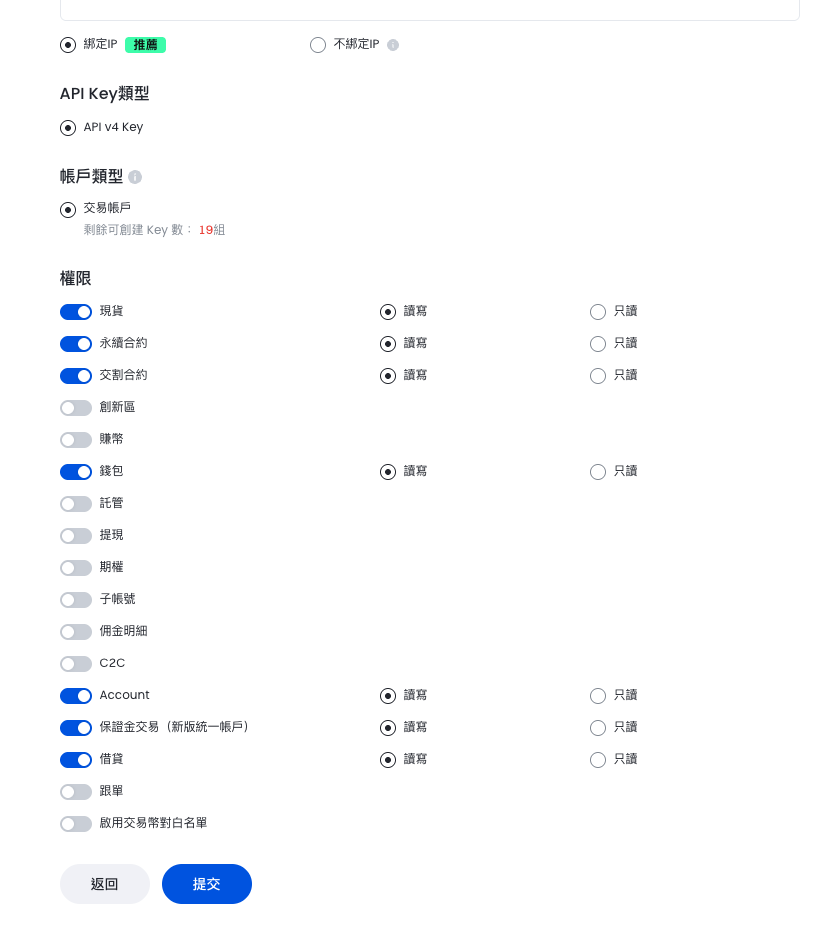 綁定IP 推薦 不綁定IP
API Key類型
API v4 Key
帳戶類型
交易帳戶
剩餘可創建 Key 數： 19組
權限
現貨 讀寫 只讀
永續合約 讀寫 只讀
交割合約 讀寫 只讀
創新區
賺幣
錢包 讀寫 只讀
託管
提現
期權
子帳號
佣金明細
C2C
Account 讀寫 只讀
保證金交易（新版統一帳戶） 讀寫 只讀
借貸 讀寫 只讀
跟單
啟用交易幣對白名單
返回 提交